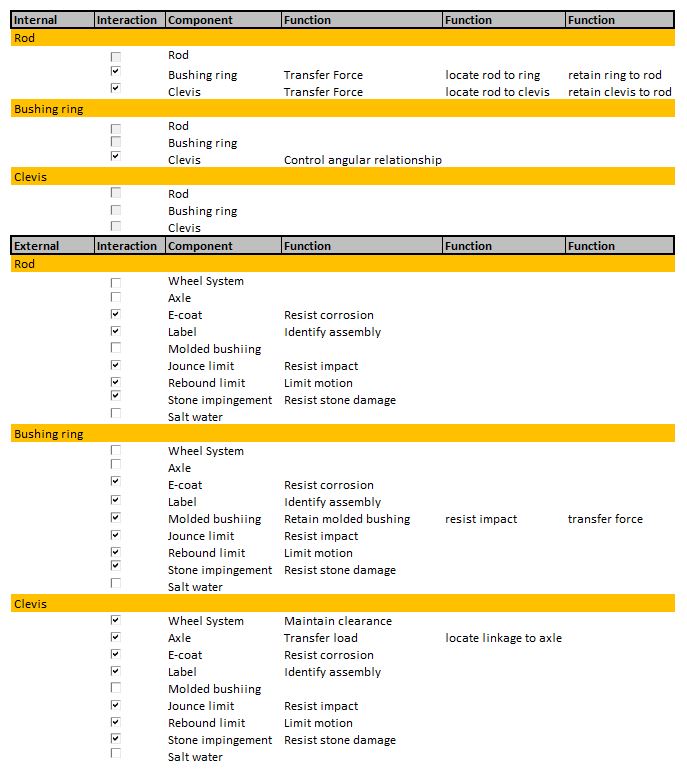 Internal Interaction Component Function Function Function
Rod
Rod
Bushing ring Transfer Force locate rod to ring retain ring to rod
Clevis Transfer Force locate rod to clevis retain clevis to rod
Bushing ring
Rod
Bushing ring
Clevis Control angular relationship
Clevis
Rod
Bushing ring
Clevis
External Interaction Component Function Function Function
Rod
Wheel System
Axle
E-coat Resist corrosion
Label Identify assembly
Molded bushiing
Jounce limit Resist impact
Rebound limit Limit motion
Stone impingement Resist stone damage
Salt water
Bushing ring
Wheel System
Axle
E-coat Resist corrosion
Label Identify assembly
Molded bushiing Retain molded bushing resist impact transfer force
Jounce limit Resist impact
Rebound limit Limit motion
Stone impingement Resist stone damage
Salt water
Clevis
Wheel System Maintain clearance
Axle Transfer load locate linkage to axle
E-coat Resist corrosion
Label Identify assembly
Molded bushiing
Jounce limit Resist impact
Rebound limit Limit motion
Stone impingement Resist stone damage
Salt water